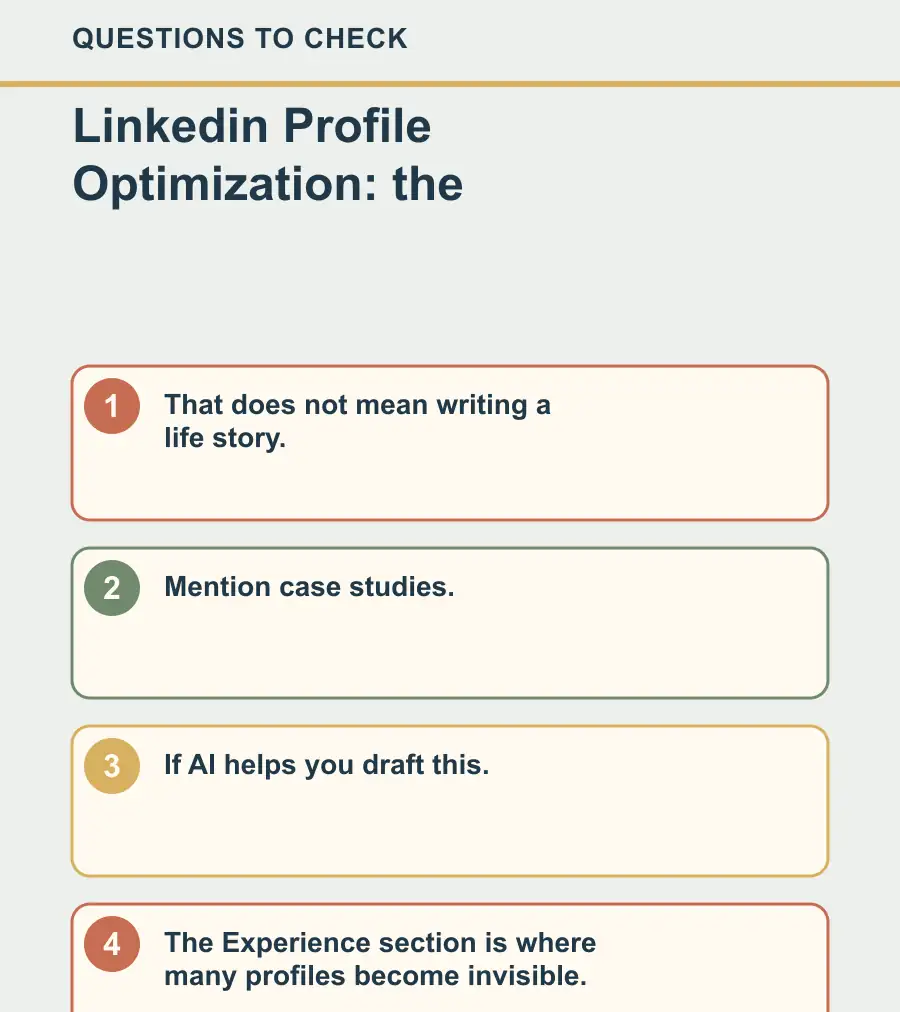 QUESTIONS TO CHECK
Linkedin Profile
Optimization: the
1
That does not mean writing a
life story.
2
Mention case studies.
3
If AI helps you draft this.
4
The Experience section is where
many profiles become invisible.